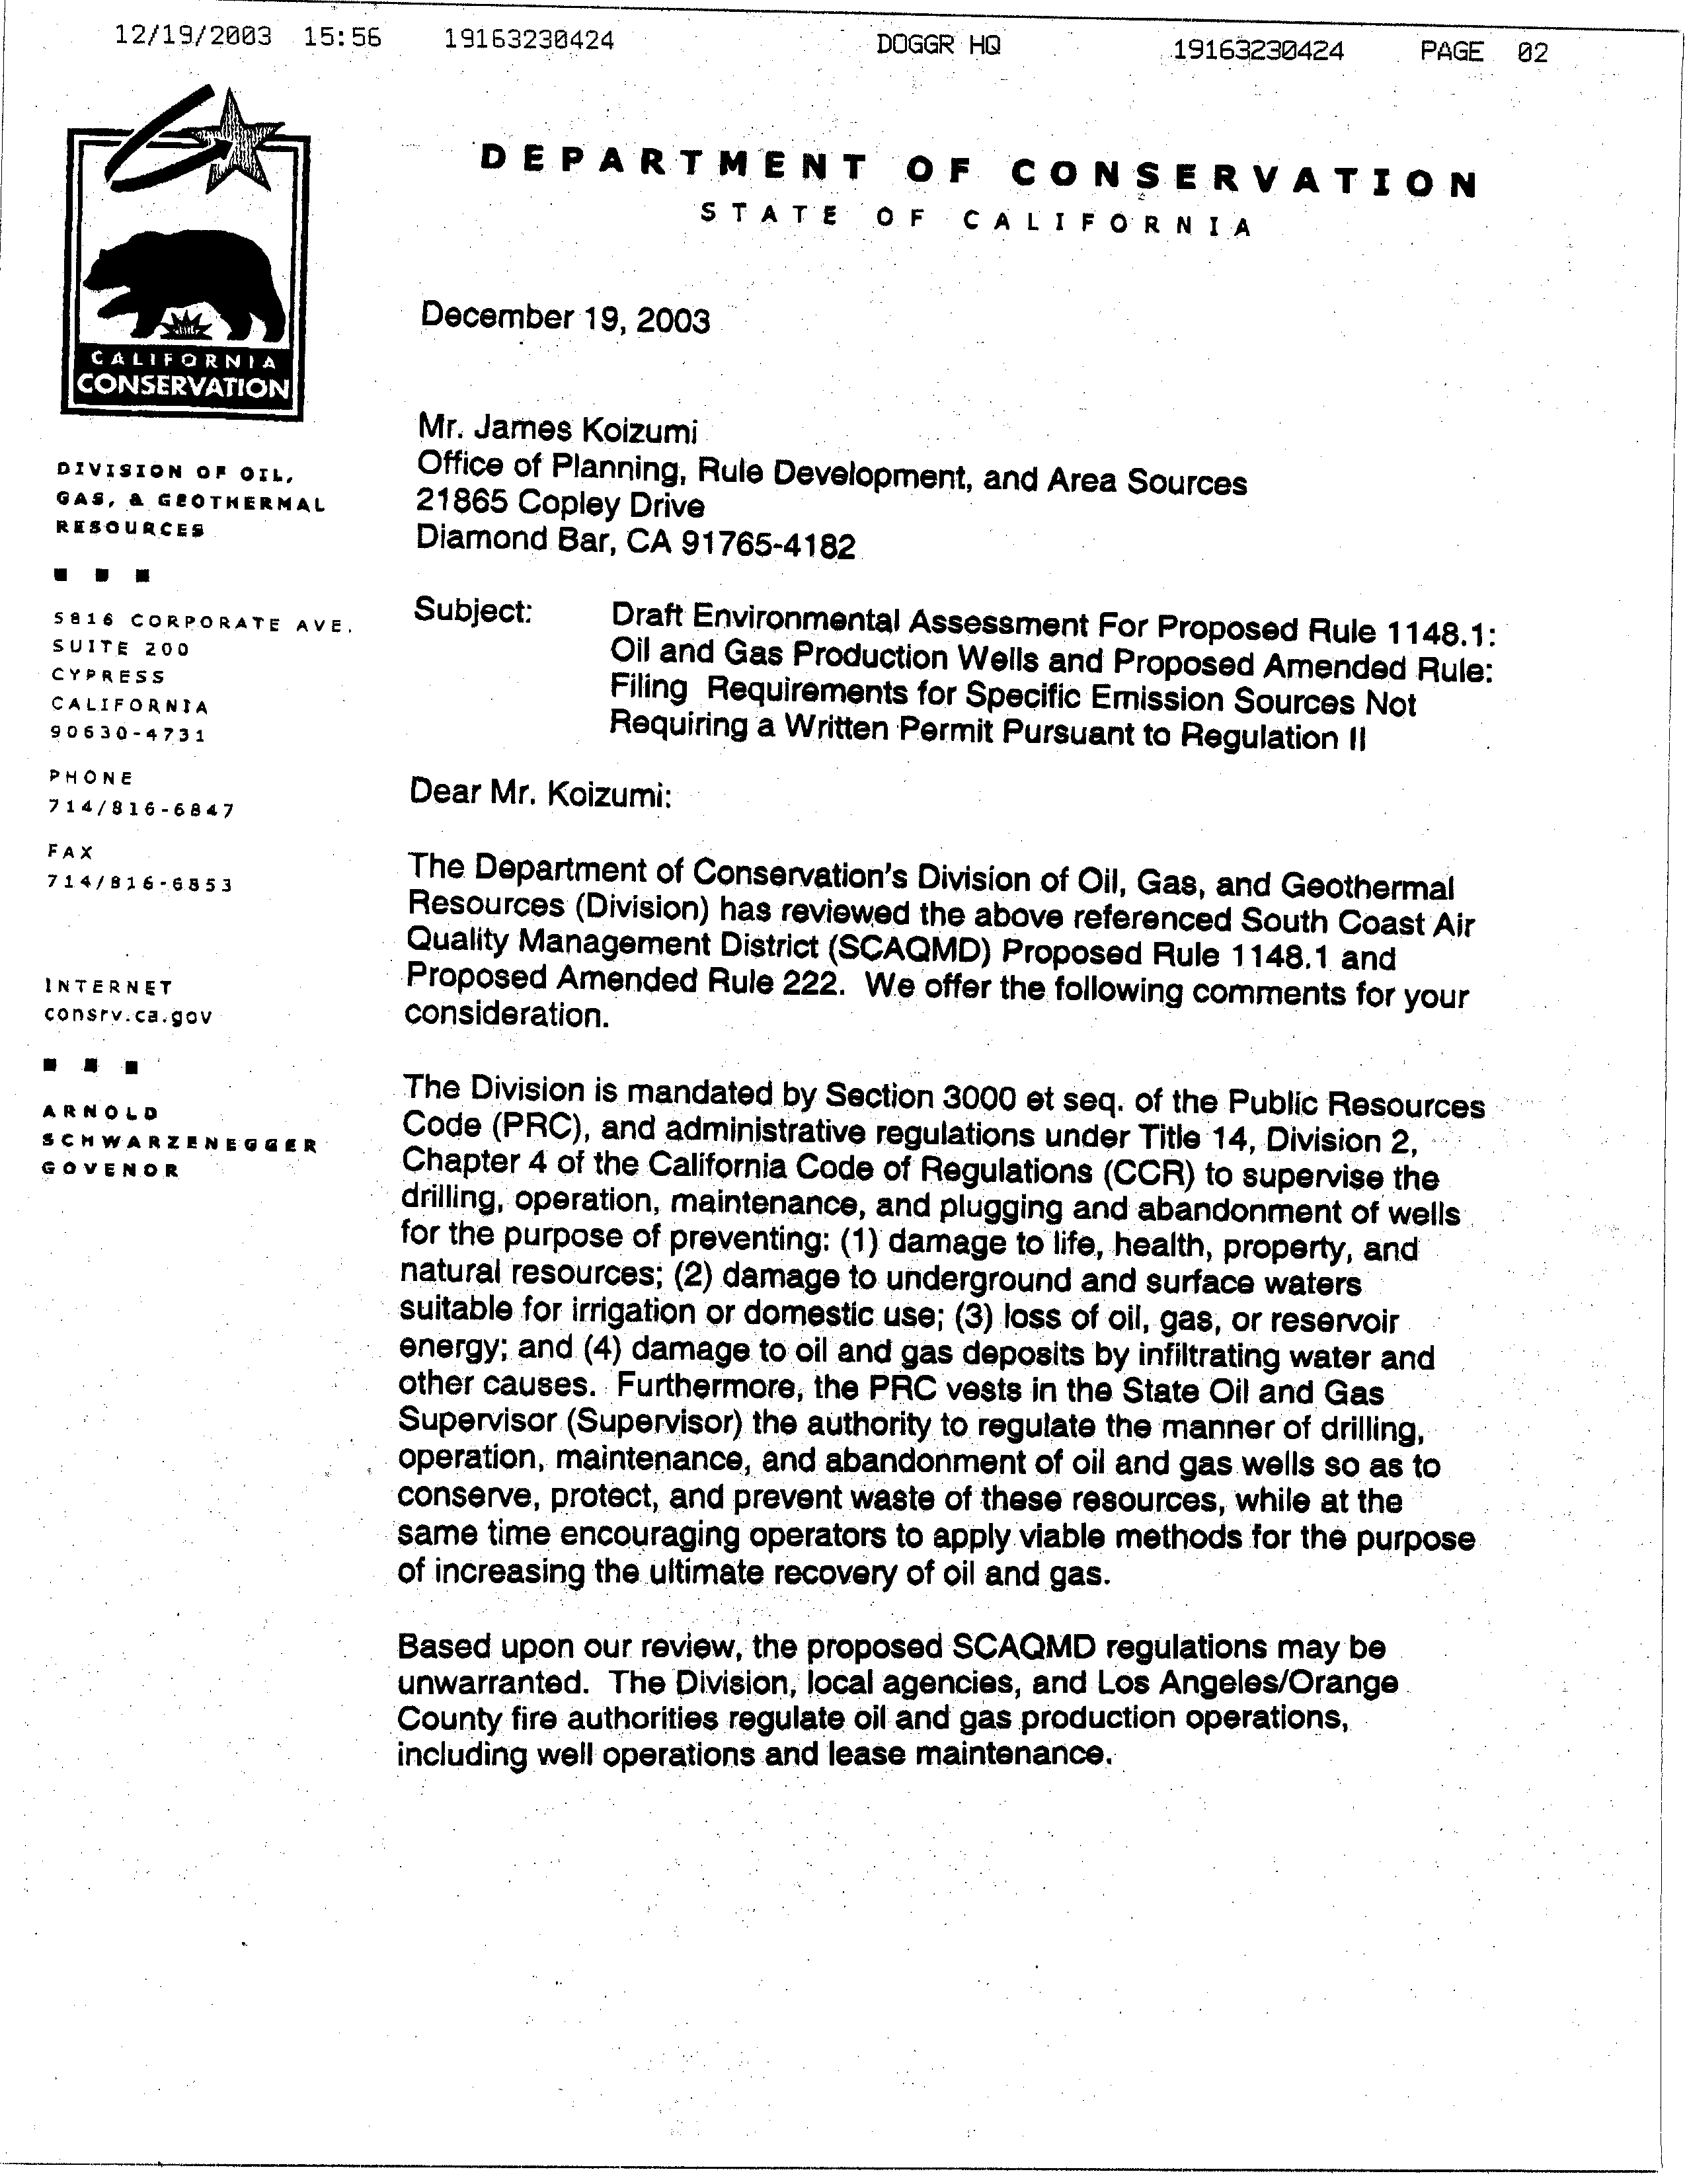 12/19/2003 15:56 19163230424 DOGGR HQ 19163230424 PAGE 02
DEPARTMENT OF CONSERVATION
STATE OF CALIFORNIA
CALIFORNIA
CONSERVATION
DIVISION OF OIL,
GAS, & GEOTHERMAL
RESOURCES
5816 CORPORATE AVE.
SUITE 200
CYPRESS
CALIFORNIA
90630-4731
PHONE
714/816-6847
FAX
714/816-6853
INTERNET
consrv.ca.gov
ARNOLD
SCHWARZENEGGER
GOVENOR
December 19, 2003
Mr. James Koizumi
Office of Planning, Rule Development, and Area Sources
21865 Copley Drive
Diamond Bar, CA 91765-4182
Subject: Draft Environmental Assessment For Proposed Rule 1148.1:
Oil and Gas Production Wells and Proposed Amended Rule:
Filing Requirements for Specific Emission Sources Not
Requiring a Written Permit Pursuant to Regulation II
Dear Mr. Koizumi:
The Department of Conservation's Division of Oil, Gas, and Geothermal
Resources (Division) has reviewed the above referenced South Coast Air
Quality Management District (SCAQMD) Proposed Rule 1148.1 and
Proposed Amended Rule 222. We offer the following comments for your
consideration.
The Division is mandated by Section 3000 et seq. of the Public Resources
Code (PRC), and administrative regulations under Title 14, Division 2,
Chapter 4 of the California Code of Regulations (CCR) to supervise the
drilling, operation, maintenance, and plugging and abandonment of wells
for the purpose of preventing: (1) damage to life, health, property, and
natural resources; (2) damage to underground and surface waters
suitable for irrigation or domestic use; (3) loss of oil, gas, or reservoir
energy; and (4) damage to oil and gas deposits by infiltrating water and
other causes. Furthermore, the PRC vests in the State Oil and Gas
Supervisor (Supervisor) the authority to regulate the manner of drilling,
operation, maintenance, and abandonment of oil and gas wells so as to
conserve, protect, and prevent waste of these resources, while at the
same time encouraging operators to apply viable methods for the purpose
of increasing the ultimate recovery of oil and gas.
Based upon our review, the proposed SCAQMD regulations may be
unwarranted. The Division, local agencies, and Los Angeles/Orange
County fire authorities regulate oil and gas production operations,
including well operations and lease maintenance.